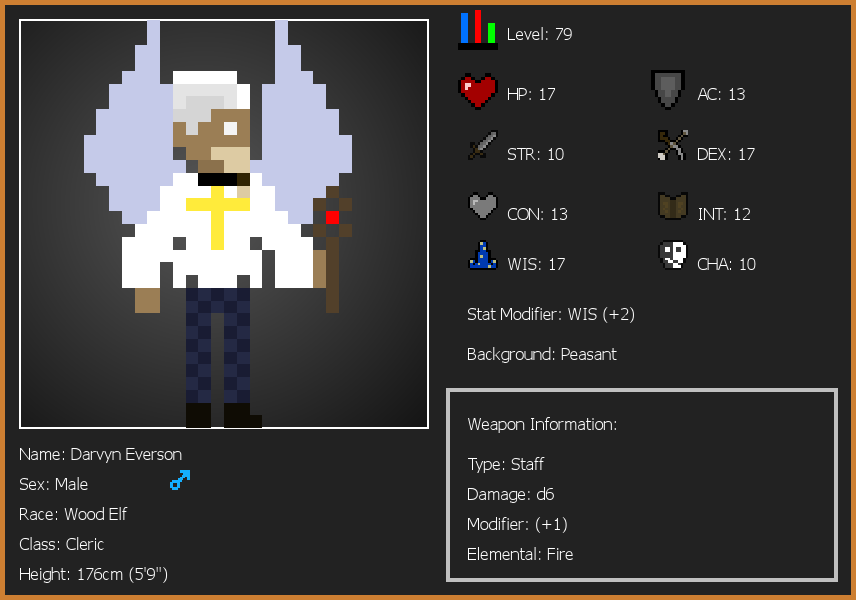 Level: 79
HP: 17
AC: 13
STR: 10
DEX: 17
CON: 13
INT: 12
WIS: 17
CHA: 10
Stat Modifier: WIS (+2)
Background: Peasant
Weapon Information:
Type: Staff
Damage: d6
Modifier: (+1)
Elemental: Fire
Name: Darvyn Everson
Sex: Male
Race: Wood Elf
Class: Cleric
Height: 176cm (5'9")